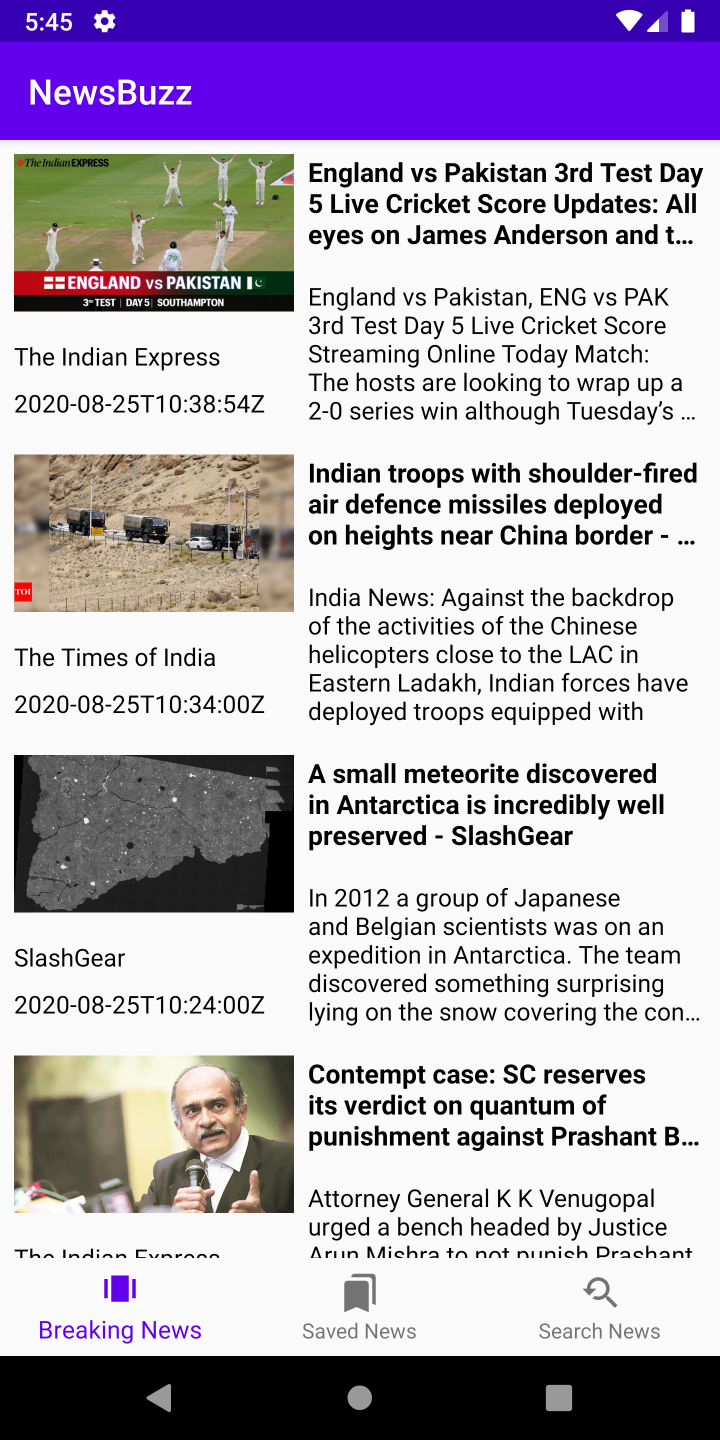 5:45
NewsBuzz
The Indian EXPRESS
ENGLAND vs PAKISTAN
3RD TEST | DAY 5 | SOUTHAMPTON
England vs Pakistan 3rd Test Day
5 Live Cricket Score Updates: All
eyes on James Anderson and t...
England vs Pakistan, ENG vs PAK
3rd Test Day 5 Live Cricket Score
Streaming Online Today Match:
The hosts are looking to wrap up a
2-0 series win although Tuesday’s ...
The Indian Express
2020-08-25T10:38:54Z
TOI
Indian troops with shoulder-fired
air defence missiles deployed
on heights near China border - ...
India News: Against the backdrop
of the activities of the Chinese
helicopters close to the LAC in
Eastern Ladakh, Indian forces have
deployed troops equipped with
The Times of India
2020-08-25T10:34:00Z
A small meteorite discovered
in Antarctica is incredibly well
preserved - SlashGear
In 2012 a group of Japanese
and Belgian scientists was on an
expedition in Antarctica. The team
discovered something surprising
lying on the snow covering the con...
SlashGear
2020-08-25T10:24:00Z
Contempt case: SC reserves
its verdict on quantum of
punishment against Prashant B...
Attorney General K K Venugopal
urged a bench headed by Justice
Arun Mishra to not punish Prashant
The Indian Express
Breaking News
Saved News
Search News